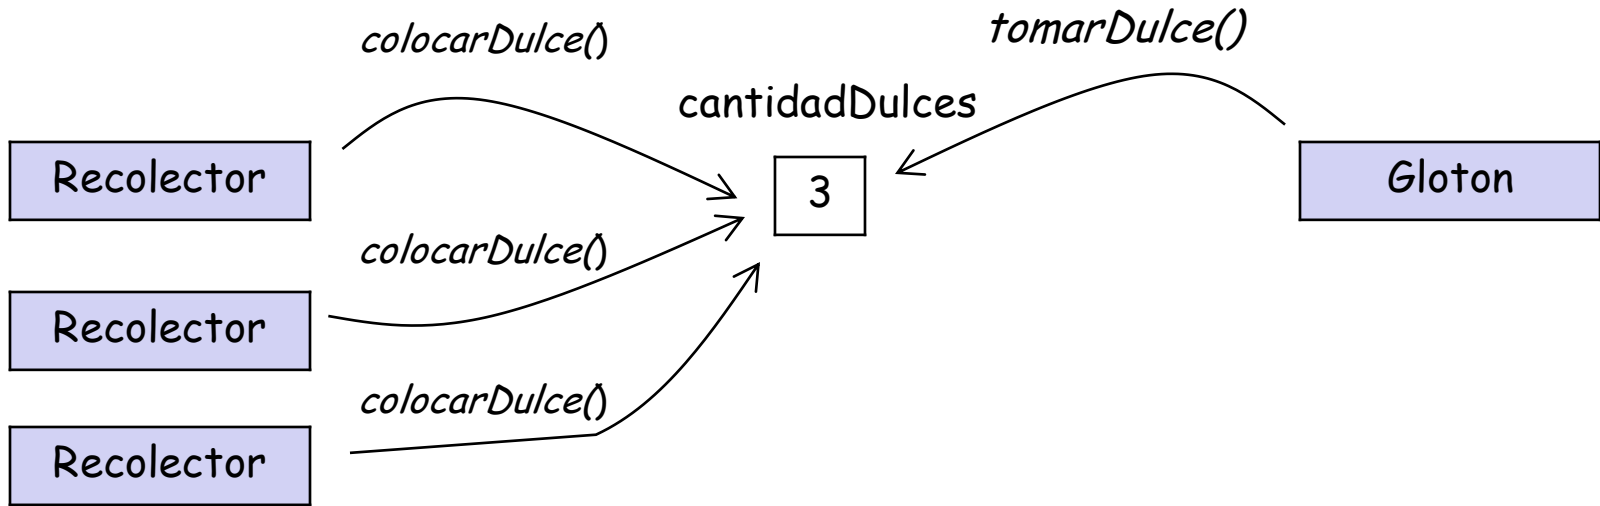 colocarDulce()
tomarDulce()
cantidadDulces
Recolector
3
Gloton
colocarDulce()
Recolector
colocarDulce()
Recolector